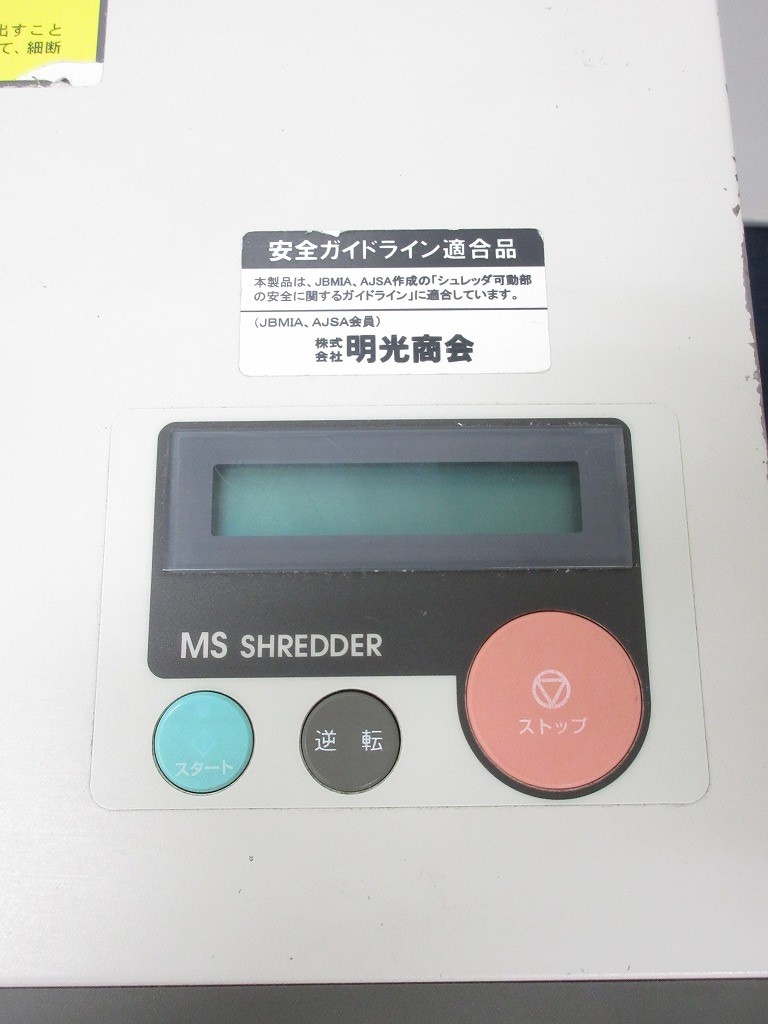 出すこと
て、細断
安全ガイドライン適合品
本製品は、JBMIA、AJSA作成の「シュレッダ可動部
の安全に関するガイドライン」に適合しています。
(JBMIA、AJSA会員)
株式会社 明光商会
MS SHREDDER
スタート
逆転
ストップ